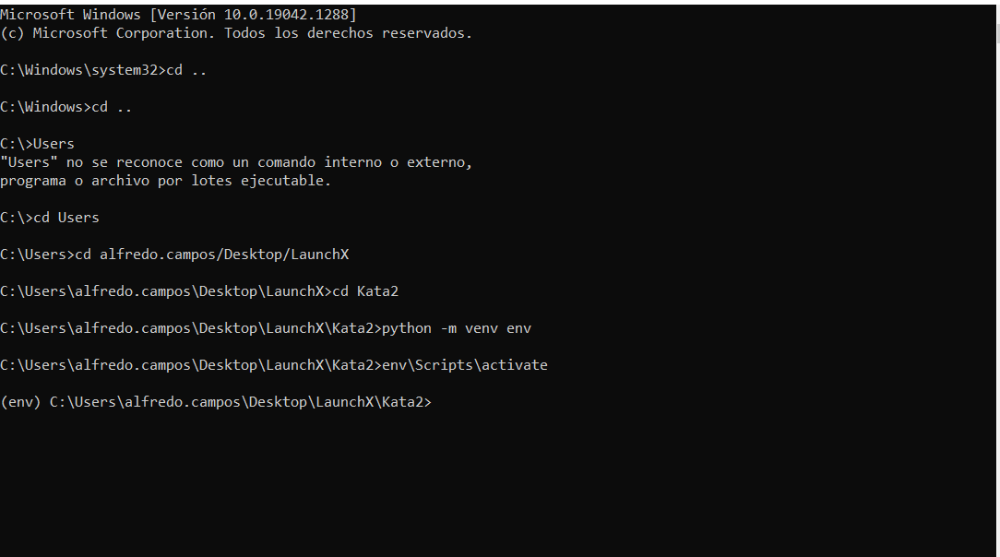 Microsoft Windows [Versión 10.0.19042.1288]
(c) Microsoft Corporation. Todos los derechos reservados.
C:\Windows\system32>cd ..
C:\Windows>cd ..
C:\>Users
"Users" no se reconoce como un comando interno o externo,
programa o archivo por lotes ejecutable.
C:\>cd Users
C:\Users>cd alfredo.campos/Desktop/LaunchX
C:\Users\alfredo.campos\Desktop\LaunchX>cd Kata2
C:\Users\alfredo.campos\Desktop\LaunchX\Kata2>python -m venv env
C:\Users\alfredo.campos\Desktop\LaunchX\Kata2>env\Scripts\activate
(env) C:\Users\alfredo.campos\Desktop\LaunchX\Kata2>